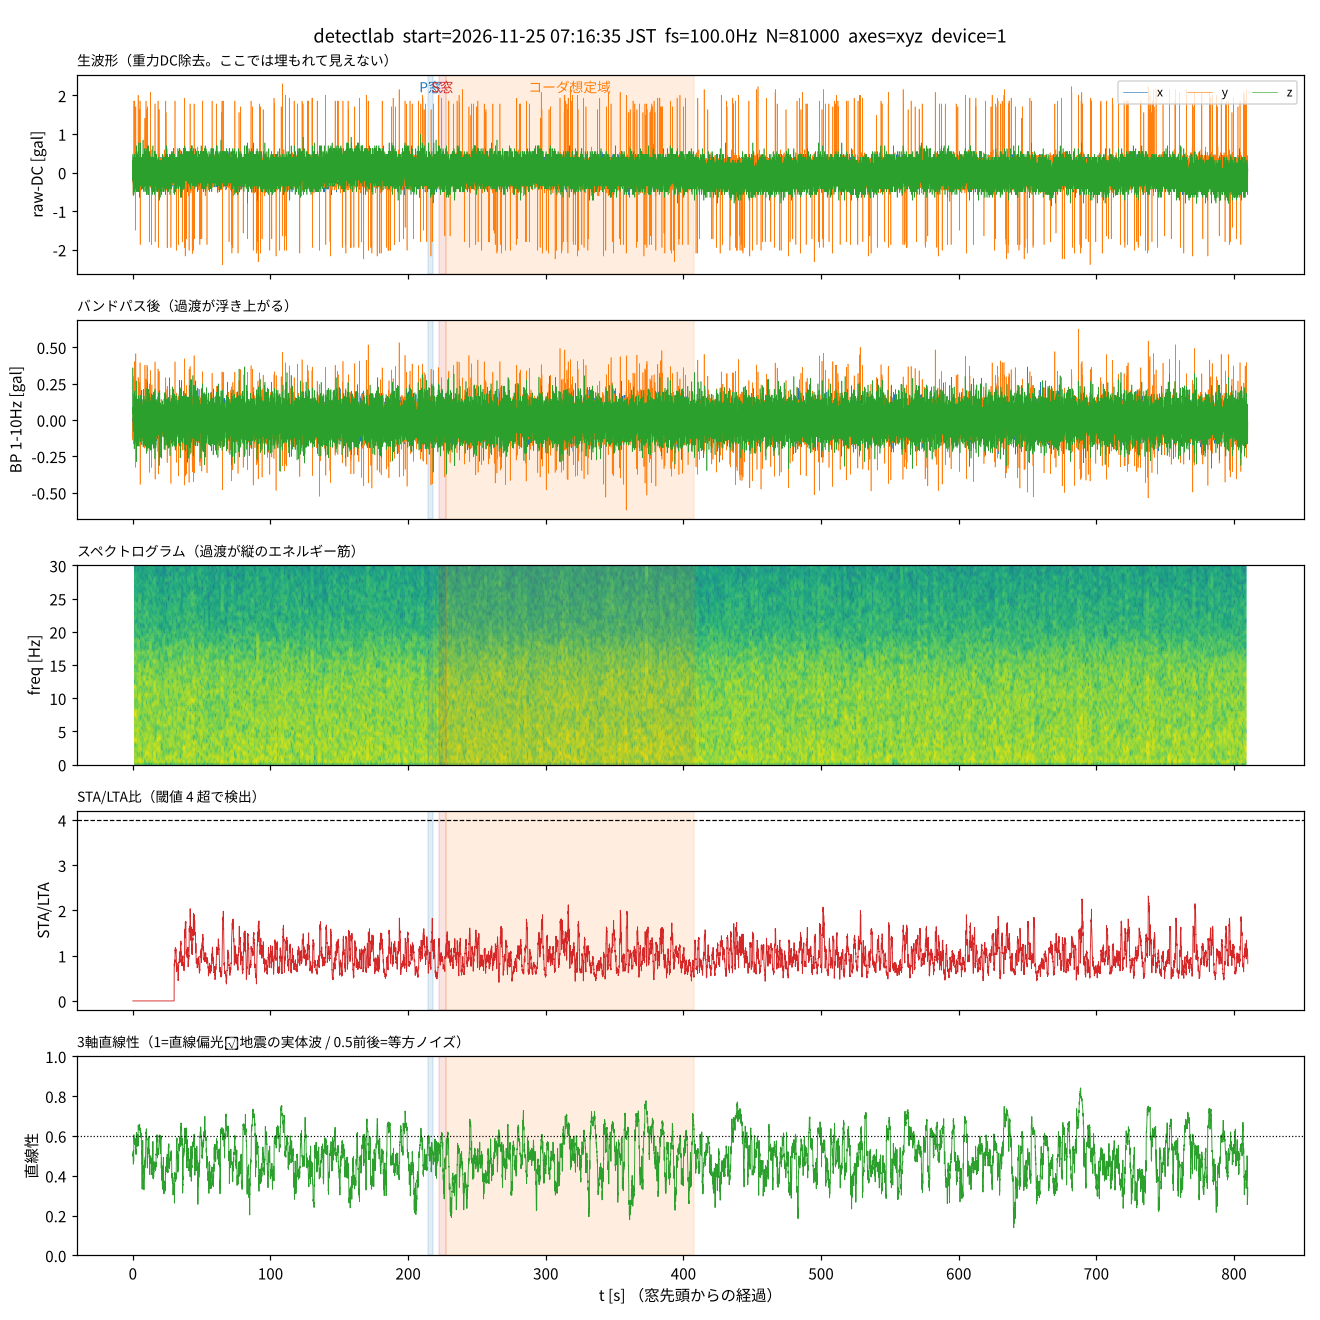 detectlab start=2026-11-25 07:16:35 JST fs=100.0Hz N=81000 axes=xyz device=1
生波形（重力DC除去。ここでは埋もれて見えない）
P窓
S窓
コーダ想定域
x
y
z
raw-DC [gal]
2
1
0
-1
-2
バンドパス後（過渡が浮き上がる）
BP 1-10Hz [gal]
0.50
0.25
0.00
-0.25
-0.50
スペクトログラム（過渡が縦のエネルギー筋）
freq [Hz]
30
25
20
15
10
5
0
STA/LTA比（閾値４超で検出）
STA/LTA
4
3
2
1
0
3軸直線性（1=直線偏光地震の実体波 / 0.5前後=等方ノイズ）
直線性
1.0
0.8
0.6
0.4
0.2
0.0
0 100 200 300 400 500 600 700 800
t [s] （窓先頭からの経過）